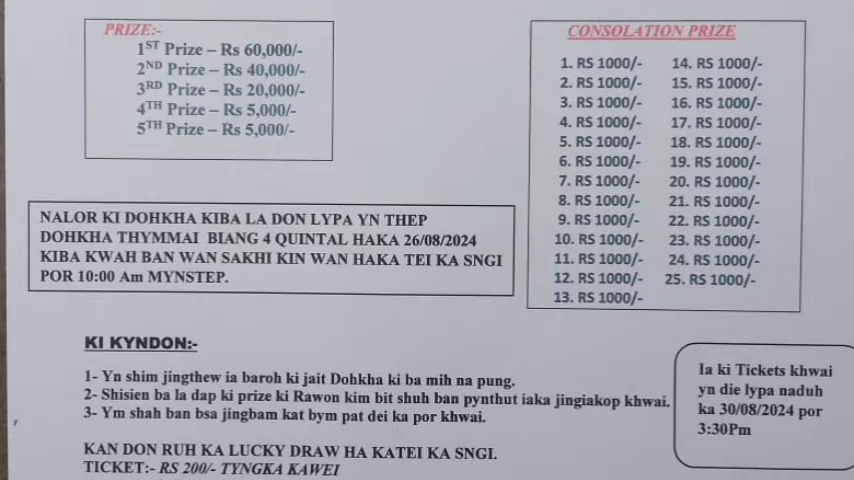 PRIZE:-
1ST Prize – Rs 60,000/-
2ND Prize – Rs 40,000/-
3RD Prize – Rs 20,000/-
4TH Prize – Rs 5,000/-
5TH Prize – Rs 5,000/-
CONSOLATION PRIZE
1. RS 1000/- 14. RS 1000/-
2. RS 1000/- 15. RS 1000/-
3. RS 1000/- 16. RS 1000/-
4. RS 1000/- 17. RS 1000/-
5. RS 1000/- 18. RS 1000/-
6. RS 1000/- 19. RS 1000/-
7. RS 1000/- 20. RS 1000/-
8. RS 1000/- 21. RS 1000/-
9. RS 1000/- 22. RS 1000/-
10. RS 1000/- 23. RS 1000/-
11. RS 1000/- 24. RS 1000/-
12. RS 1000/- 25. RS 1000/-
13. RS 1000/-
NALOR KI DOHKHA KIBA LA DON LYPA YN THEP
DOHKHA THYMMAI BIANG 4 QUINTAL HAKA 26/08/2024
KIBA KWAH BAN WAN SAKHI KIN WAN HAKA TEI KA SNGI
POR 10:00 Am MYNSTEP.
KI KYNDON:-
1- Yn shim jingthew ia baroh ki jait Dohkha ki ba mih na pung.
2- Shisien ba la dap ki prize ki Rawon kim bit shuh ban pynthut iaka jingiakop khwai.
3- Ym shah ban bsa jingbam kat bym pat dei ka por khwai.
KAN DON RUH KA LUCKY DRAW HA KATEI KA SNGI.
TICKET:- RS 200/- TYNGKA KAWEI
Ia ki Tickets khwai
yn die lypa naduh
ka 30/08/2024 por
3:30Pm